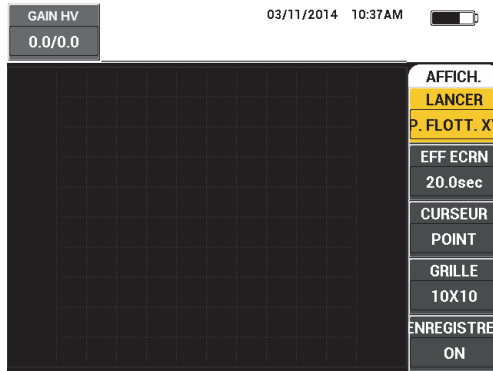 GAIN HV
03/11/2014 10:37AM
0.0/0.0
AFFICH.
LANCER
P. FLOTT. XY
EFF ECRN
20.0sec
CURSEUR
POINT
GRILLE
10X10
ENREGISTRE
ON